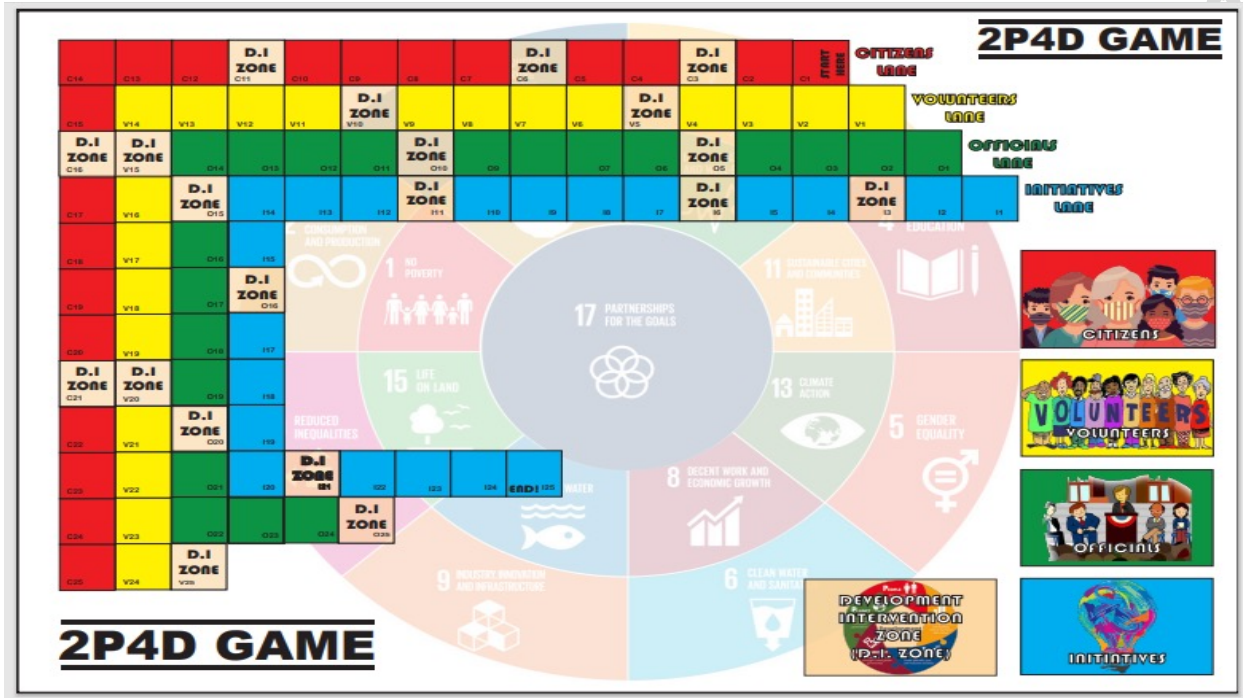 2P4D GAME
C14 C13 C12 D.I ZONE C11 C10 C9 C8 C7 D.I ZONE C6 C5 C4 D.I ZONE C3 C2 C1 START HERE
CITIZENS
LANE
C15 V14 V13 V12 V11 D.I ZONE V10 V9 V8 V7 V6 D.I ZONE V5 V4 V3 V2 V1
VOLUNTEERS
LANE
D.I ZONE C16 D.I ZONE V15 O14 O13 O12 O11 D.I ZONE O10 O9 O7 O6 D.I ZONE O5 O4 O3 O2 O1
OFFICIALS
LANE
C17 V16 D.I ZONE O15 I14 I13 I12 D.I ZONE I11 I10 I9 I8 I7 D.I ZONE I6 I5 I4 D.I ZONE I3 I2 I1
INITIATIVES
LANE
C18 V17 O16 I15
C19 V18 O17 D.I ZONE O16
C20 V19 O18 I17
D.I ZONE C21 D.I ZONE V20 O19 I18
C22 V21 D.I ZONE O20 I19
C23 V22 O21 I20 D.I ZONE I21 I22 I23 I24 END! I25
C24 V23 O22 O23 O24 D.I ZONE O25
C25 V24 D.I ZONE V25
CONSUMPTION
AND PRODUCTION
1 NO
POVERTY
17 PARTNERSHIPS
FOR THE GOALS
11 SUSTAINABLE CITIES
AND COMMUNITIES
4 EDUCATION
15 LIFE
ON LAND
13 CLIMATE
ACTION
REDUCED
INEQUALITIES
5 GENDER
EQUALITY
WATER
8 DECENT WORK AND
ECONOMIC GROWTH
9 INDUSTRY, INNOVATION
AND INFRASTRUCTURE
6 CLEAN WATER
AND SANITA
CITIZENS
VOLUNTEERS
VOLUNTEERS
OFFICIALS
INITINTIVES
DEVELOPMENT
INTERVENTION
ZONE
(D.I. ZONE)
2P4D GAME